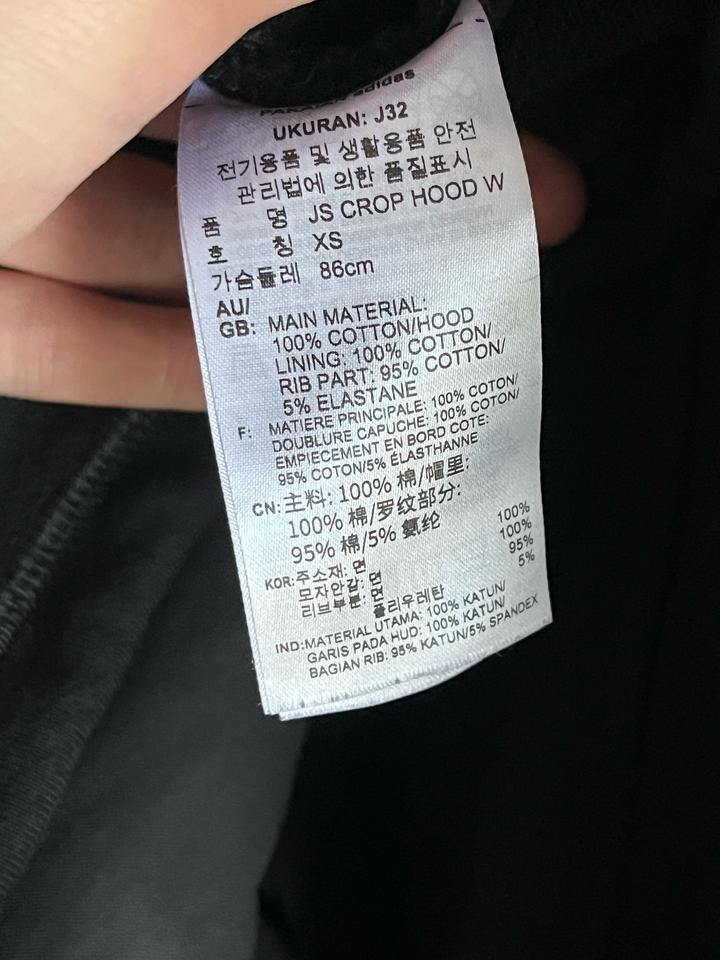 PAKAIAN adidas
UKURAN: J32
전기용품 및 생활용품 안전
관리법에 의한 품질표시
품 명 JS CROP HOOD W
호 칭 XS
가슴둘레 86cm
AU/
GB: MAIN MATERIAL:
100% COTTON/HOOD
LINING: 100% COTTON/
RIB PART: 95% COTTON/
5% ELASTANE
F: MATIERE PRINCIPALE: 100% COTON/
DOUBLURE CAPUCHE: 100% COTON/
EMPIECEMENT EN BORD COTE:
95% COTON/5% ÉLASTHANNE
CN: 主料: 100% 棉/帽里:
100% 棉/罗纹部分:
95% 棉/5% 氨纶
KOR: 주소재: 면 100%
모자안감: 면 100%
리브부분: 면 95%
폴리우레탄 5%
IND: MATERIAL UTAMA: 100% KATUN/
GARIS PADA HUD: 100% KATUN/
BAGIAN RIB: 95% KATUN/5% SPANDEX